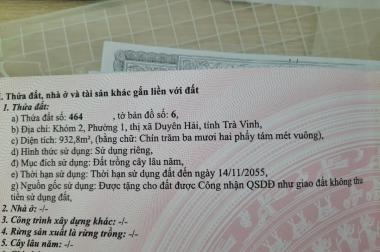 . Thửa đất, nhà ở và tài sản khác gắn liền với đất
1. Thửa đất:
a) Thửa đất số: 464 , tờ bản đồ số: 6,
b) Địa chỉ: Khóm 2, Phường 1, thị xã Duyên Hải, tỉnh Trà Vinh,
c) Diện tích: 932,8m², (bằng chữ: Chín trăm ba mươi hai phẩy tám mét vuông),
d) Hình thức sử dụng: Sử dụng riêng,
đ) Mục đích sử dụng: Đất trồng cây lâu năm,
e) Thời hạn sử dụng: Thời hạn sử dụng đất đến ngày 14/11/2055,
g) Nguồn gốc sử dụng: Được tặng cho đất được Công nhận QSDĐ như giao đất không thu
tiền sử dụng đất,
2. Nhà ở: -/-
3. Công trình xây dựng khác: -/-
4. Rừng sản xuất là rừng trồng: -/-
5. Cây lâu năm: -/-